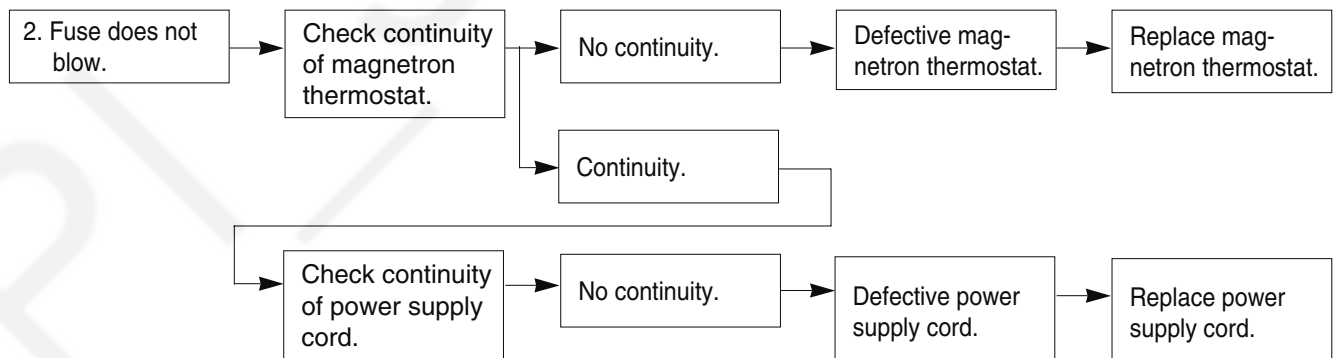 2. Fuse does not
blow.
Check continuity
of magnetron
thermostat.
No continuity.
Defective mag-
netron thermostat.
Replace mag-
netron thermostat.
Continuity.
Check continuity
of power supply
cord.
No continuity.
Defective power
supply cord.
Replace power
supply cord.